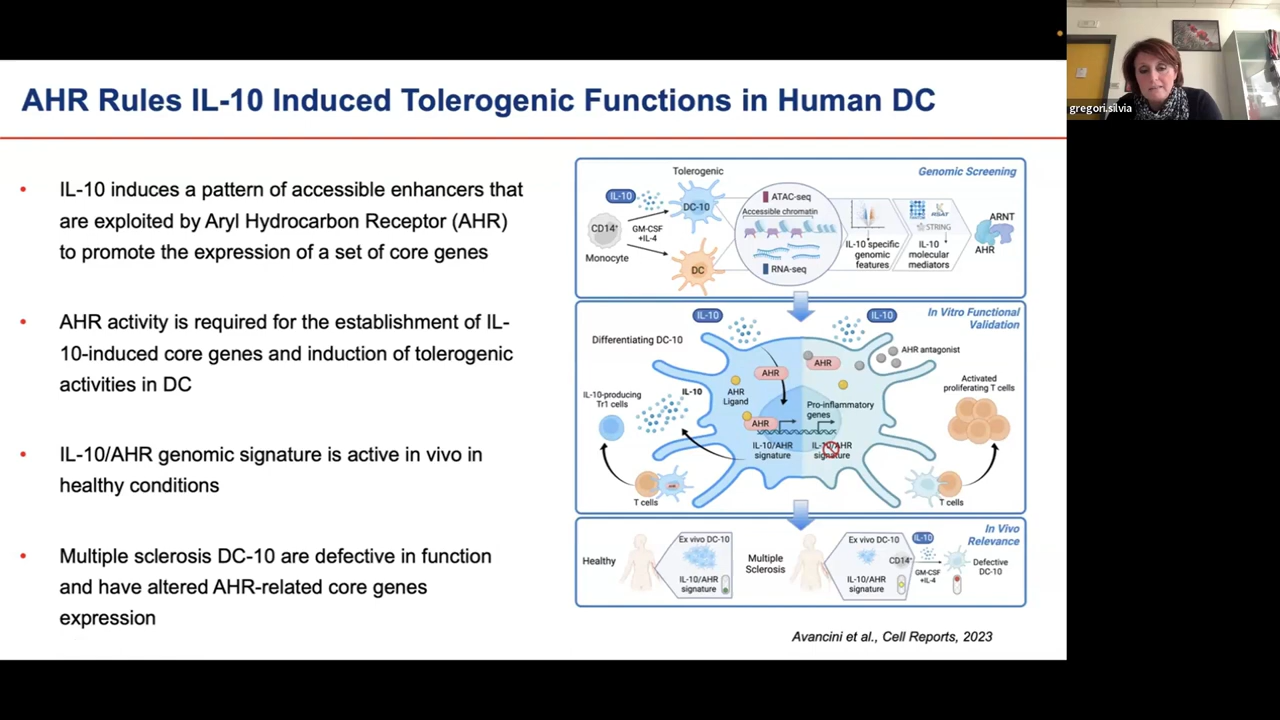 AHR Rules IL-10 Induced Tolerogenic Functions in Human DC
• IL-10 induces a pattern of accessible enhancers that
are exploited by Aryl Hydrocarbon Receptor (AHR)
to promote the expression of a set of core genes
• AHR activity is required for the establishment of IL-
10-induced core genes and induction of tolerogenic
activities in DC
• IL-10/AHR genomic signature is active in vivo in
healthy conditions
• Multiple sclerosis DC-10 are defective in function
and have altered AHR-related core genes
expression
Genomic Screening
Tolerogenic
IL-10
DC-10
CD14+
GM-CSF
+IL-4
Monocyte
DC
ATAC-seq
Accessible chromatin
RNA-seq
IL-10 specific
genomic
features
RSAT
STRING
IL-10
molecular
mediators
ARNT
AHR
In Vitro Functional
Validation
IL-10
IL-10
Differentiating DC-10
AHR
AHR
AHR antagonist
IL-10-producing
Tr1 cells
IL-10
AHR
Ligand
AHR
Pro-inflammatory
genes
IL-10/AHR
signature
IL-10/AHR
signature
Activated
proliferating T cells
T cells
T cells
In Vivo
Relevance
Healthy
Ex vivo DC-10
IL-10/AHR
signature
Multiple
Sclerosis
Ex vivo DC-10
IL-10/AHR
signature
CD14+
IL-10
GM-CSF
+IL-4
Defective
DC-10
Avancini et al., Cell Reports, 2023
gregori.silvia